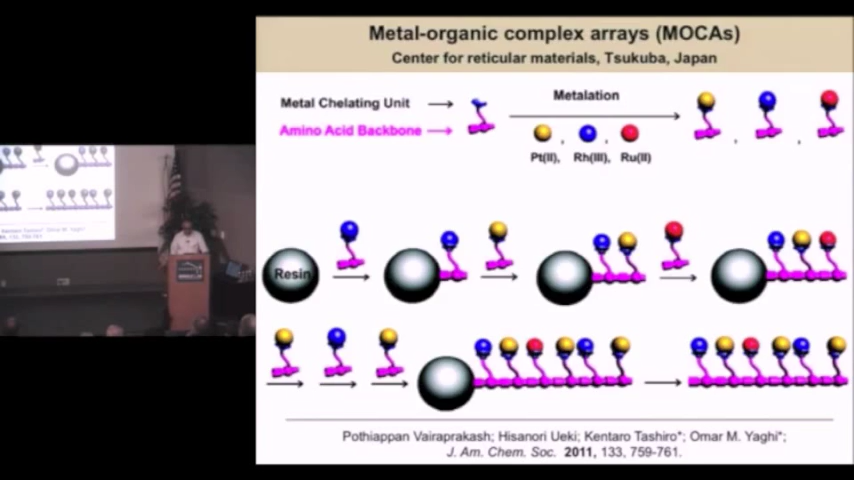 Metal-organic complex arrays (MOCAs)
Center for reticular materials, Tsukuba, Japan
Metal Chelating Unit
Metalation
Amino Acid Backbone
Pt(II), Rh(III), Ru(II)
Resin
Pothiappan Vairaprakash; Hisanori Ueki; Kentaro Tashiro*; Omar M. Yaghi*;
J. Am. Chem. Soc. 2011, 133, 759-761.